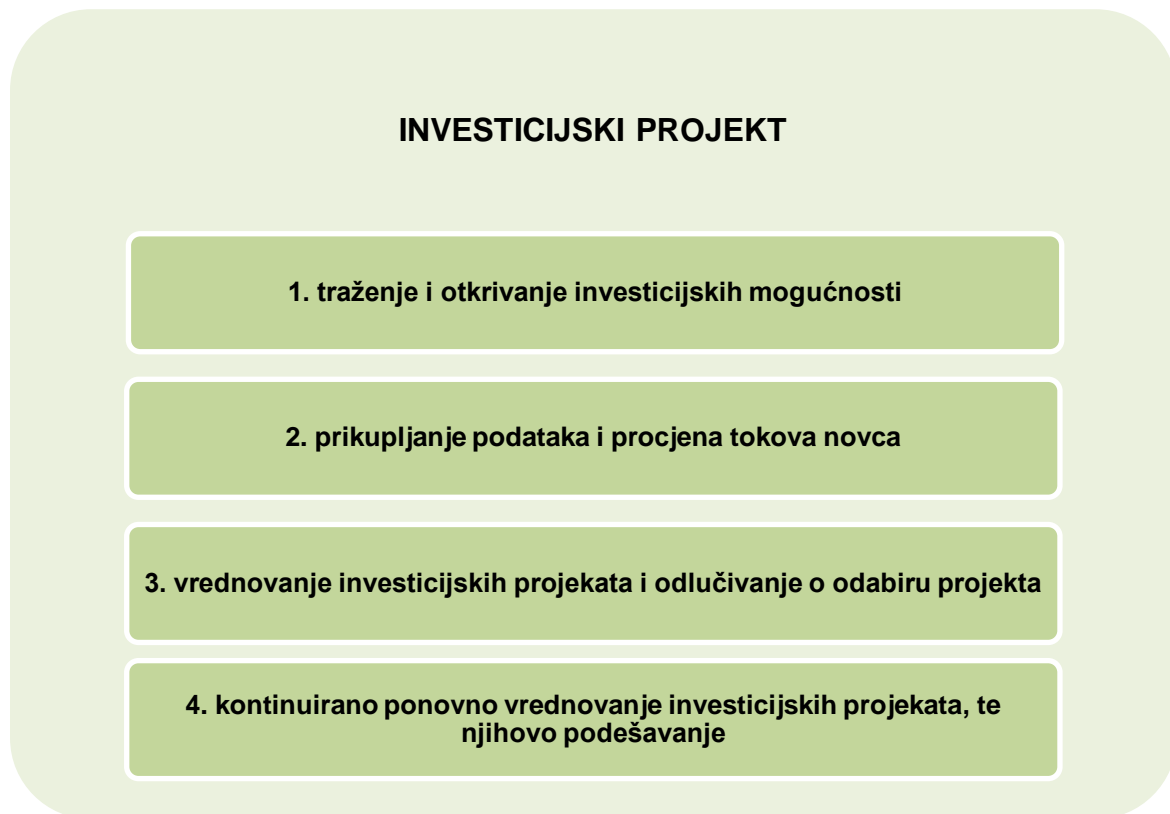 INVESTICIJSKI PROJEKT
1. traženje i otkrivanje investicijskih mogućnosti
2. prikupljanje podataka i procjena tokova novca
3. vrednovanje investicijskih projekata i odlučivanje o odabiru projekta
4. kontinuirano ponovno vrednovanje investicijskih projekata, te
njihovo podešavanje